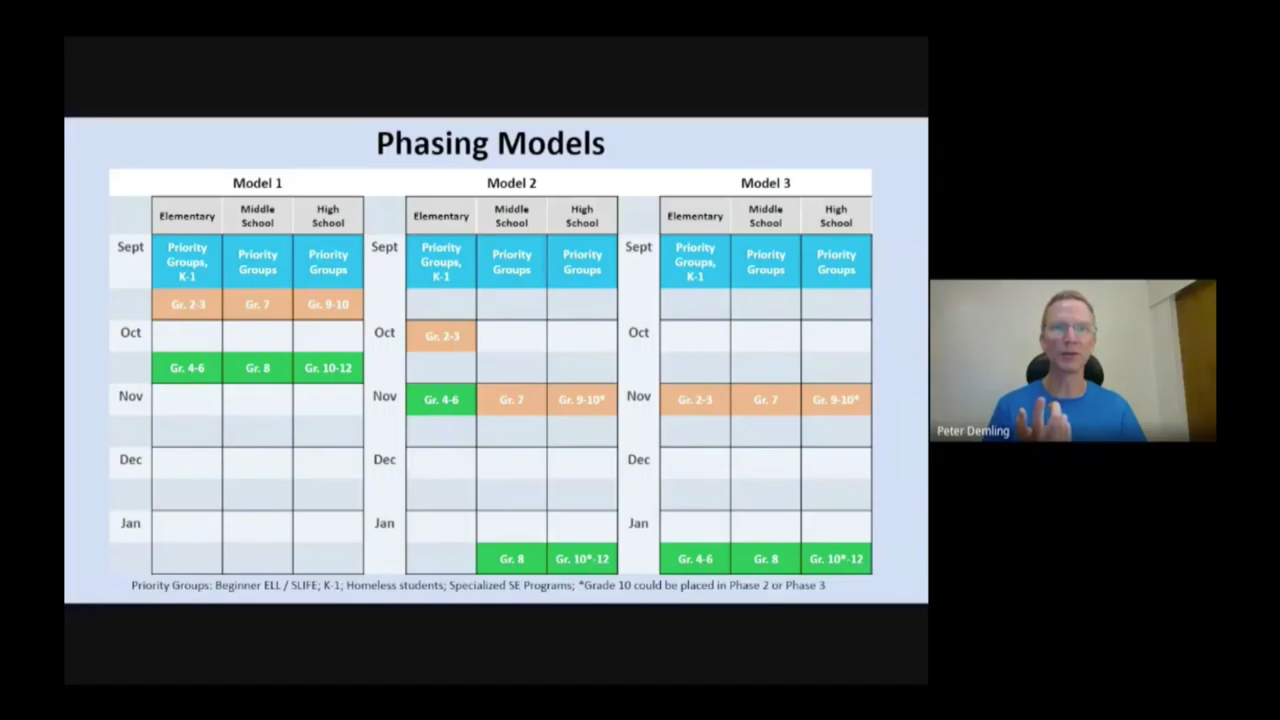 Phasing Models
Model 1
Model 2
Model 3
Elementary
Middle
School
High
School
Elementary
Middle
School
High
School
Elementary
Middle
School
High
School
Sept
Priority
Groups,
K-1
Priority
Groups
Priority
Groups
Sept
Priority
Groups,
K-1
Priority
Groups
Priority
Groups
Sept
Priority
Groups,
K-1
Priority
Groups
Priority
Groups
Gr. 2-3
Gr. 7
Gr. 9-10
Oct
Oct
Gr. 2-3
Oct
Gr. 4-6
Gr. 8
Gr. 10-12
Nov
Nov
Gr. 4-6
Gr. 7
Gr. 9-10*
Nov
Gr. 2-3
Gr. 7
Gr. 9-10*
Dec
Dec
Dec
Jan
Jan
Jan
Gr. 8
Gr. 10*-12
Gr. 4-6
Gr. 8
Gr. 10*-12
Priority Groups: Beginner ELL / SLIFE; K-1; Homeless students; Specialized SE Programs; *Grade 10 could be placed in Phase 2 or Phase 3
Peter Demling